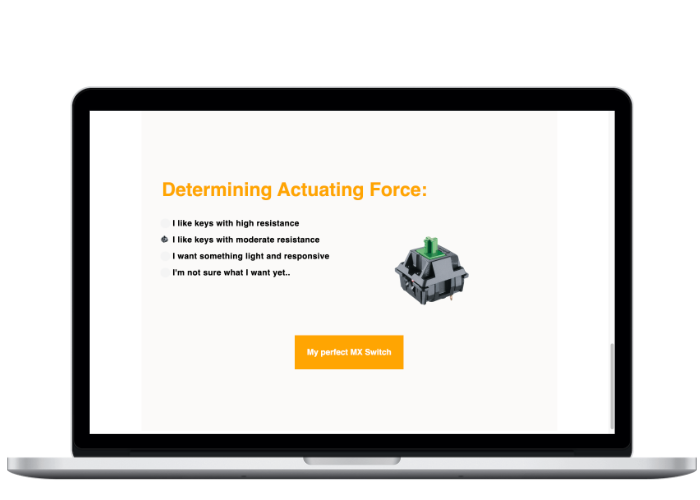 Determining Actuating Force:
I like keys with high resistance
I like keys with moderate resistance
I want something light and responsive
I'm not sure what I want yet..
My perfect MX Switch